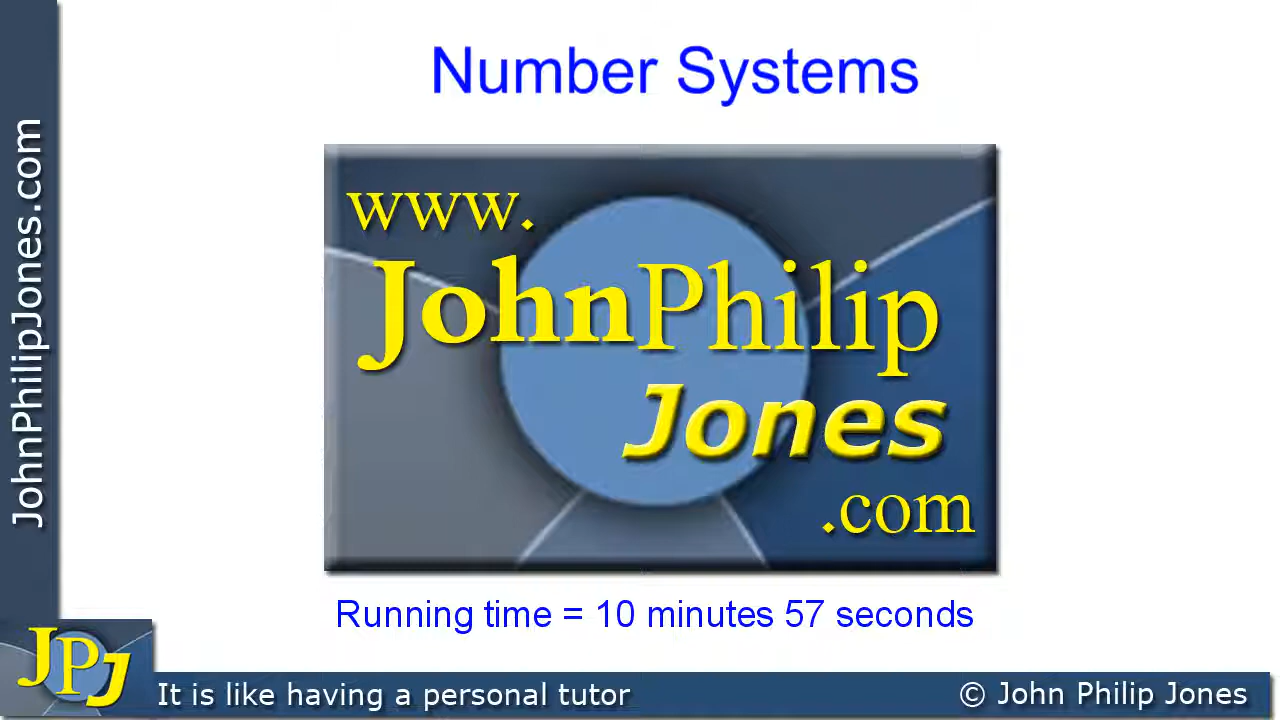 Number Systems
www.
JohnPhilip
Jones
.com
Running time = 10 minutes 57 seconds
JohnPhilipJones.com
JPJ
It is like having a personal tutor
© John Philip Jones